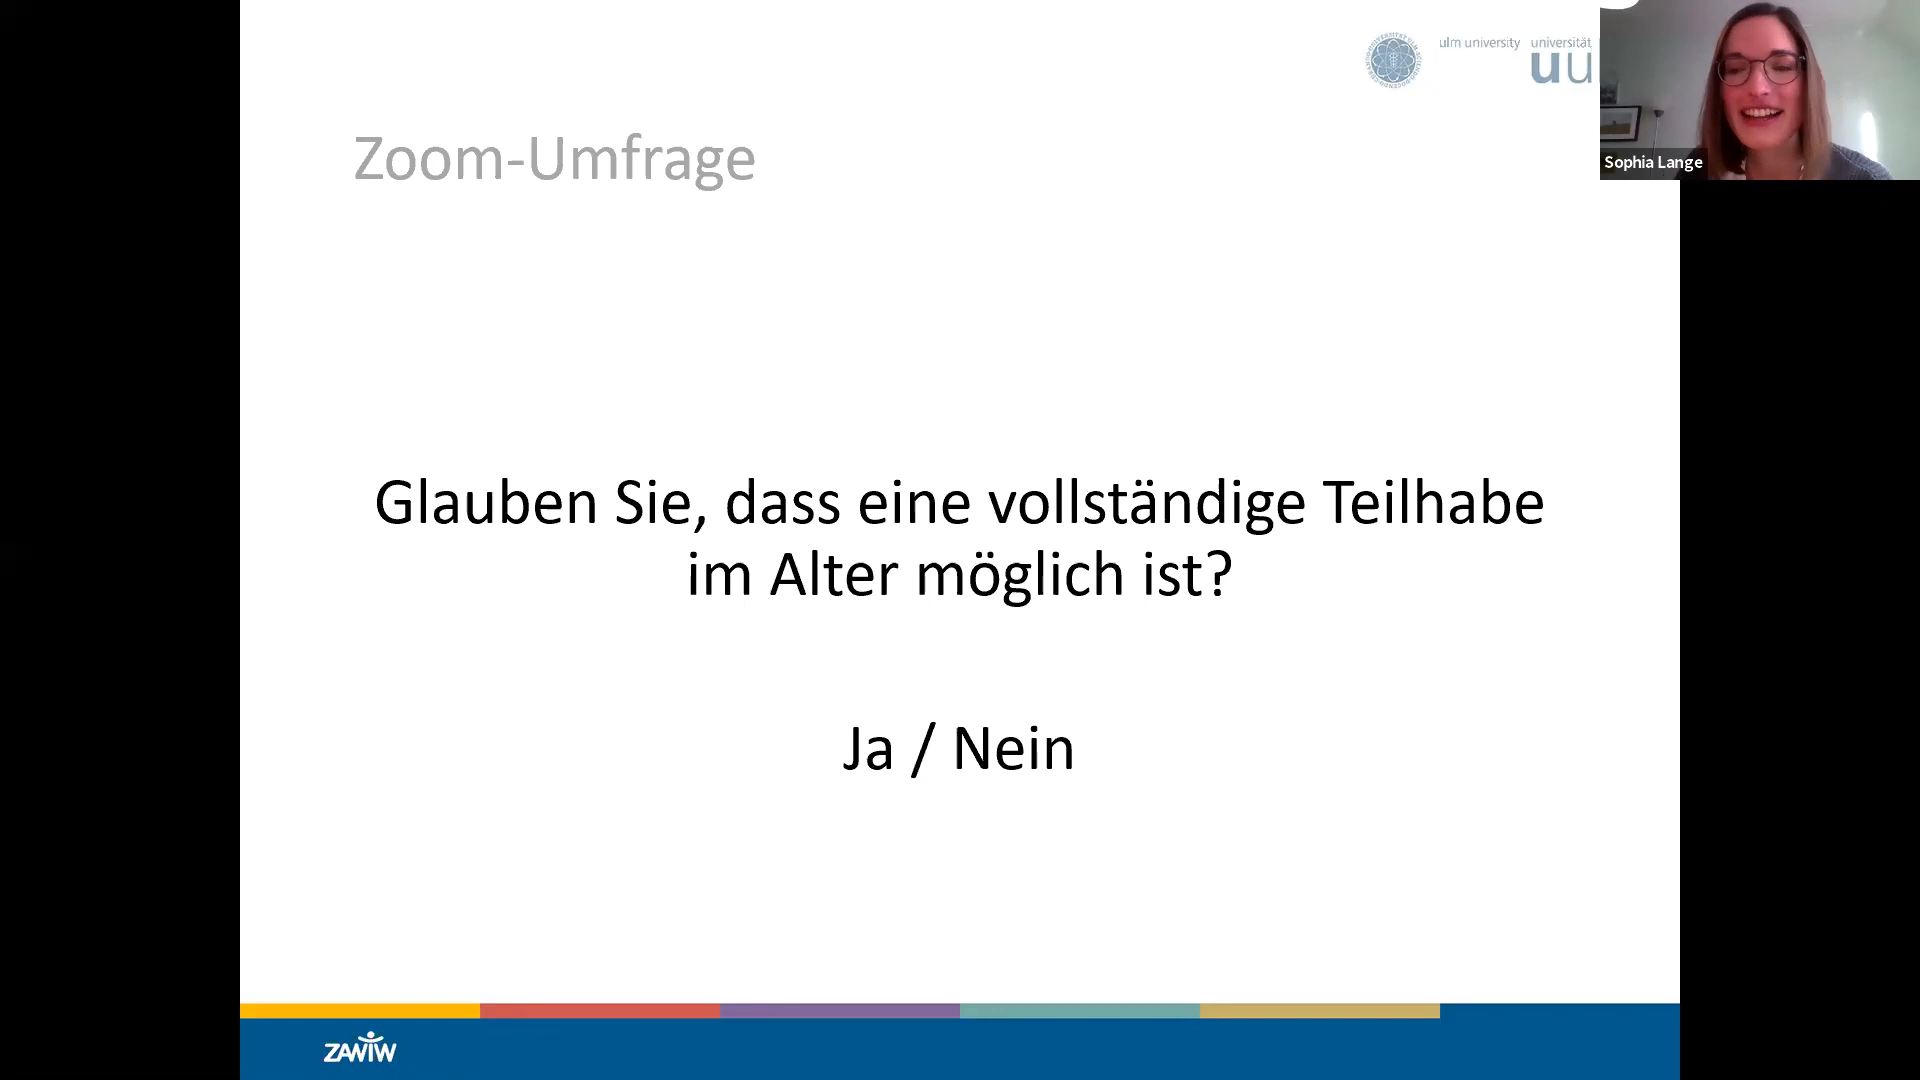 ulm university universität
uu
Sophia Lange
Zoom-Umfrage
Glauben Sie, dass eine vollständige Teilhabe
im Alter möglich ist?
Ja / Nein
ZAWIW